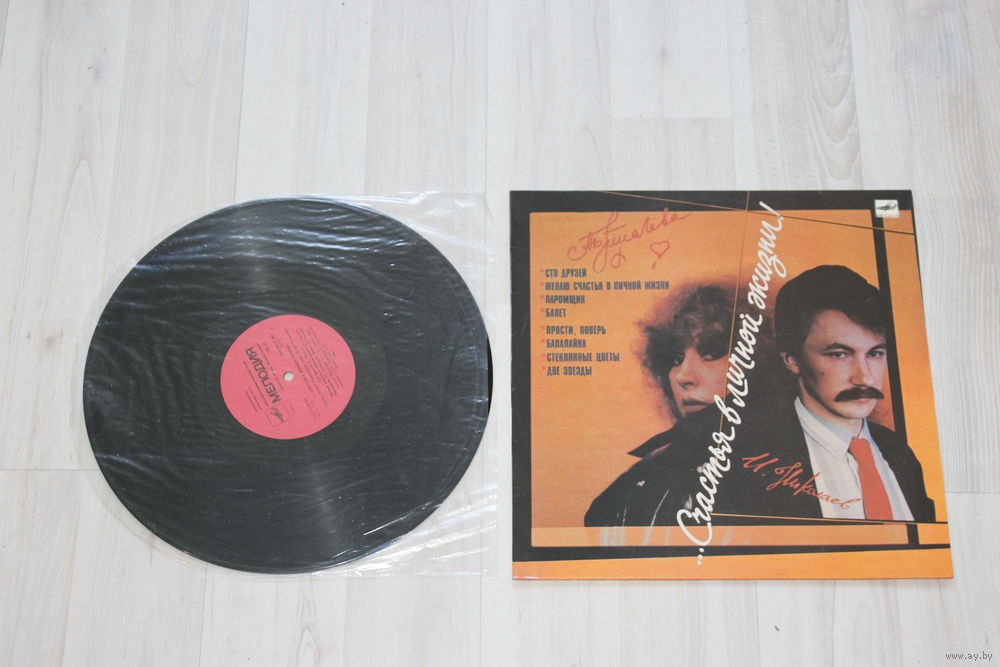 МЕЛОДИЯ
А. Пугачёва
СТО ДРУЗЕЙ
ЖЕЛАЮ СЧАСТЬЯ В ЛИЧНОЙ ЖИЗНИ
ПАРОМЩИК
БАЛЕТ
ПРОСТИ, ПОВЕРЬ
БАЛАЛАЙКА
СТЕКЛЯННЫЕ ЦВЕТЫ
ДВЕ ЗВЕЗДЫ
...Счастья в личной жизни!
И. Николаев
www.ay.by